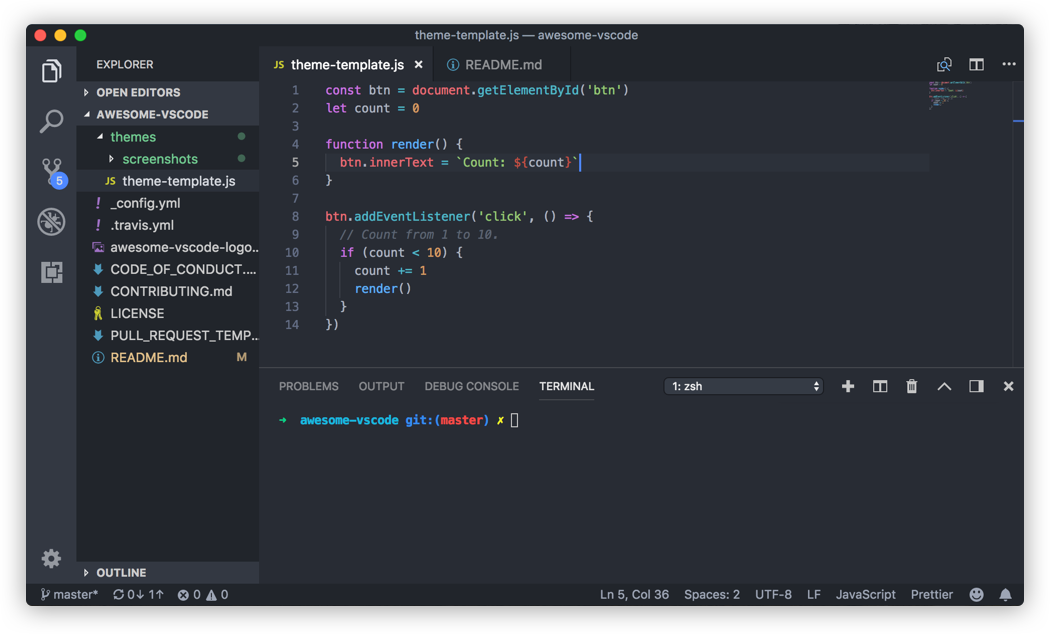 theme-template.js — awesome-vscode
EXPLORER
OPEN EDITORS
AWESOME-VSCODE
themes
screenshots
JS theme-template.js
! _config.yml
! .travis.yml
awesome-vscode-logo...
CODE_OF_CONDUCT....
CONTRIBUTING.md
LICENSE
PULL_REQUEST_TEMP...
README.md M
OUTLINE
5
JS theme-template.js × README.md
1 const btn = document.getElementById('btn')
2 let count = 0
3
4 function render() {
5 btn.innerText = `Count: ${count}`
6 }
7
8 btn.addEventListener('click', () => {
9 // Count from 1 to 10.
10 if (count < 10) {
11 count += 1
12 render()
13 }
14 })
PROBLEMS OUTPUT DEBUG CONSOLE TERMINAL 1: zsh
➜ awesome-vscode git:(master) ✗
master* 0↓ 1↑ 0 0 Ln 5, Col 36 Spaces: 2 UTF-8 LF JavaScript Prettier